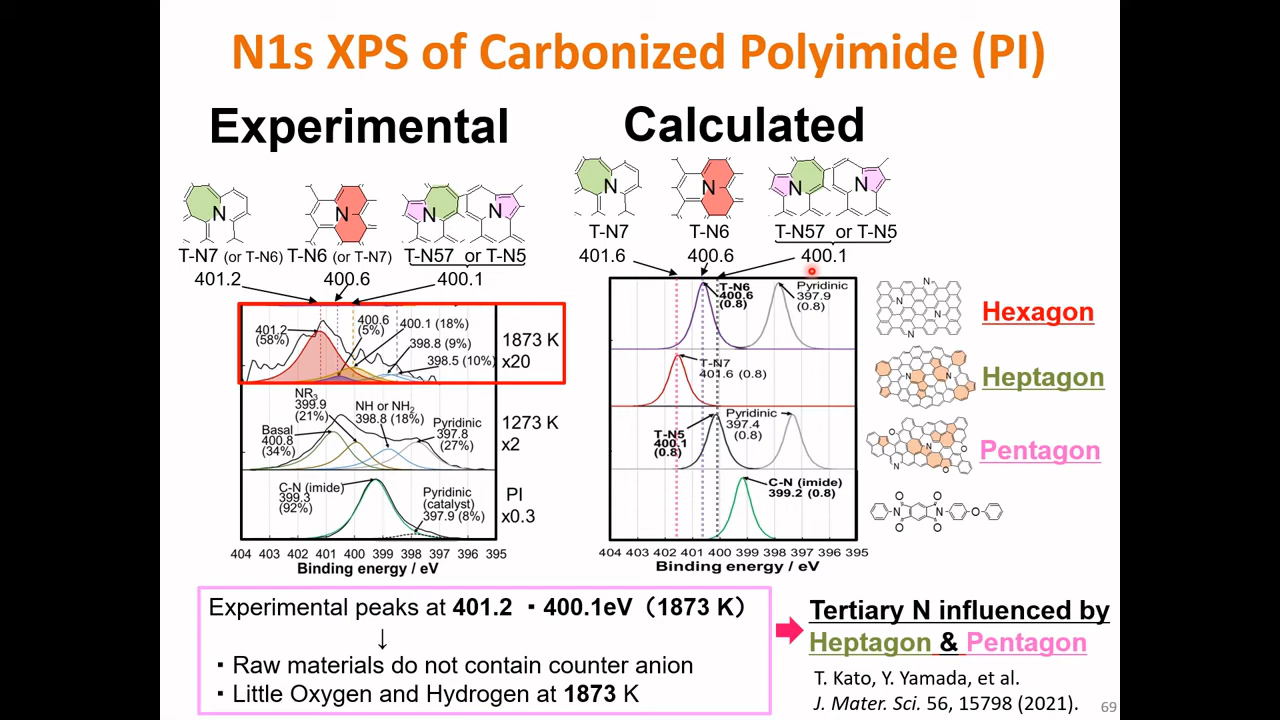 N1s XPS of Carbonized Polyimide (PI)
Experimental
Calculated
N
N
N
N
T-N7 (or T-N6)
T-N6 (or T-N7)
T-N57 or T-N5
401.2
400.6
400.1
401.2
(58%)
400.6
(5%)
400.1 (18%)
398.8 (9%)
398.5 (10%)
1873 K
x20
NR3
399.9
(21%)
NH or NH2
398.8 (18%)
Basal
400.8
(34%)
Pyridinic
397.8
(27%)
1273 K
x2
C-N (imide)
399.3
(92%)
Pyridinic
(catalyst)
397.9 (8%)
PI
x0.3
404 403 402 401 400 399 398 397 396 395
Binding energy / eV
N
N
N
N
T-N7
T-N6
T-N57 or T-N5
401.6
400.6
400.1
T-N6
400.6
(0.8)
Pyridinic
397.9
(0.8)
T-N7
401.6 (0.8)
T-N5
400.1
(0.8)
Pyridinic
397.4
(0.8)
C-N (imide)
399.2 (0.8)
404 403 402 401 400 399 398 397 396 395
Binding energy / eV
Hexagon
Heptagon
Pentagon
Experimental peaks at 401.2 ・400.1eV（1873 K）
↓
・Raw materials do not contain counter anion
・Little Oxygen and Hydrogen at 1873 K
Tertiary N influenced by
Heptagon & Pentagon
T. Kato, Y. Yamada, et al.
J. Mater. Sci. 56, 15798 (2021).
69